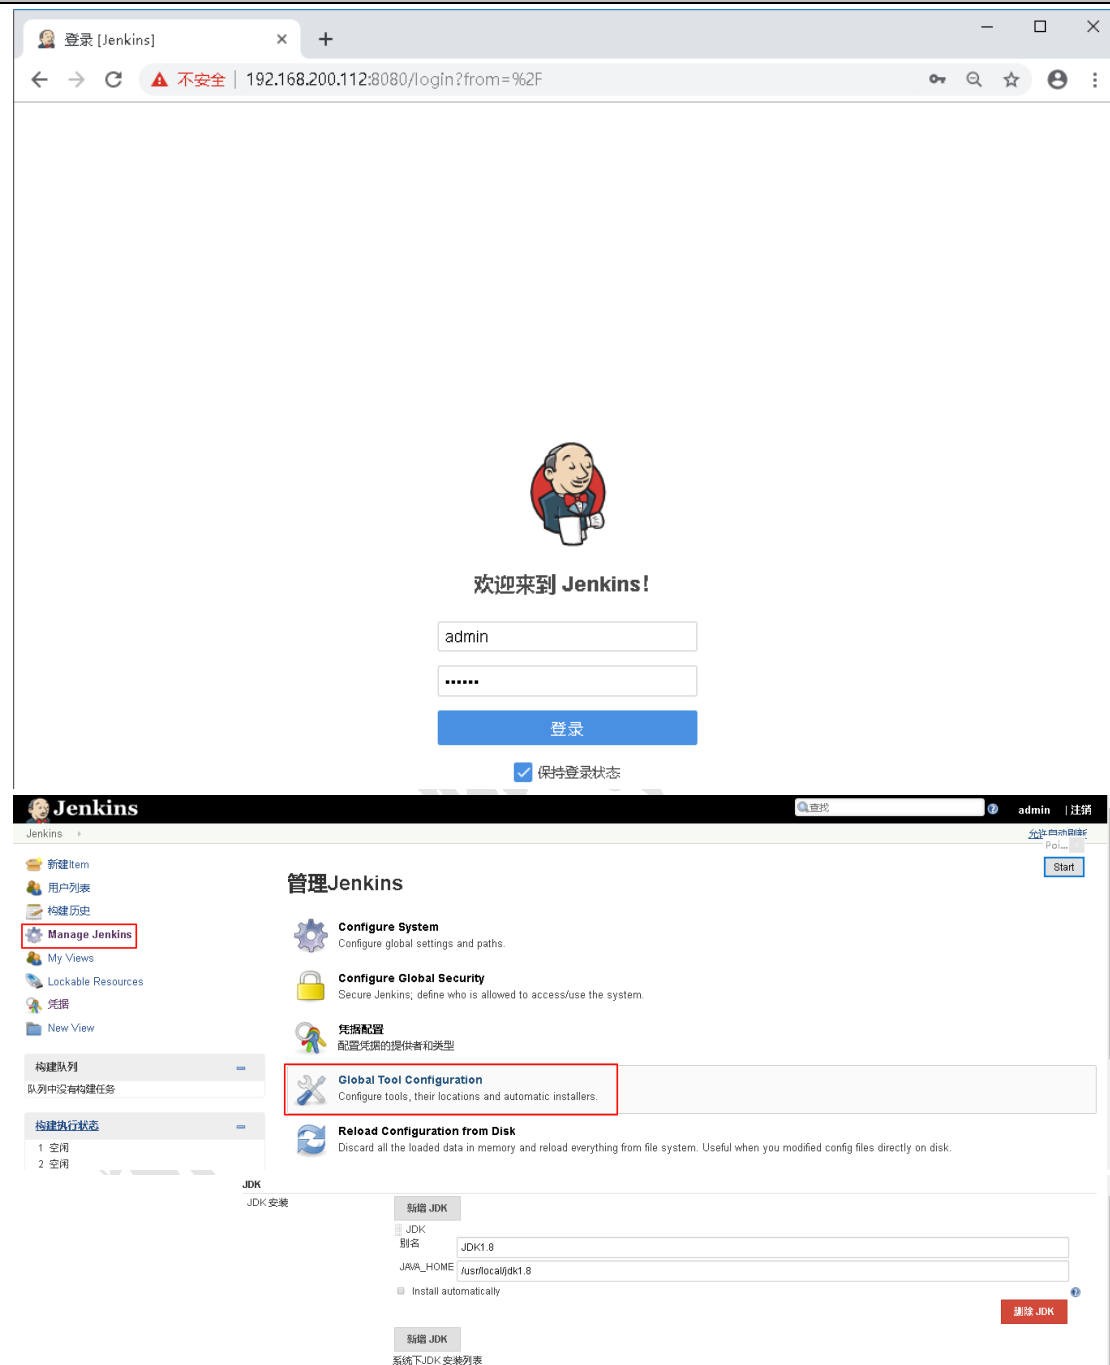 登录 [Jenkins]
不安全 | 192.168.200.112:8080/login?from=%2F
欢迎来到 Jenkins!
admin
••••••
登录
保持登录状态
Jenkins
查找
admin | 注销
Jenkins
允许自动刷新
Poi...
Start
新建Item
用户列表
构建历史
Manage Jenkins
My Views
Lockable Resources
凭据
New View
构建队列
队列中没有构建任务
构建执行状态
1 空闲
2 空闲
管理Jenkins
Configure System
Configure global settings and paths.
Configure Global Security
Secure Jenkins; define who is allowed to access/use the system.
凭据配置
配置凭据的提供者和类型
Global Tool Configuration
Configure tools, their locations and automatic installers.
Reload Configuration from Disk
Discard all the loaded data in memory and reload everything from file system. Useful when you modified config files directly on disk.
JDK
JDK 安装
新增 JDK
JDK
别名
JDK1.8
JAVA_HOME
/usr/local/jdk1.8
Install automatically
删除 JDK
新增 JDK
系统下JDK 安装列表